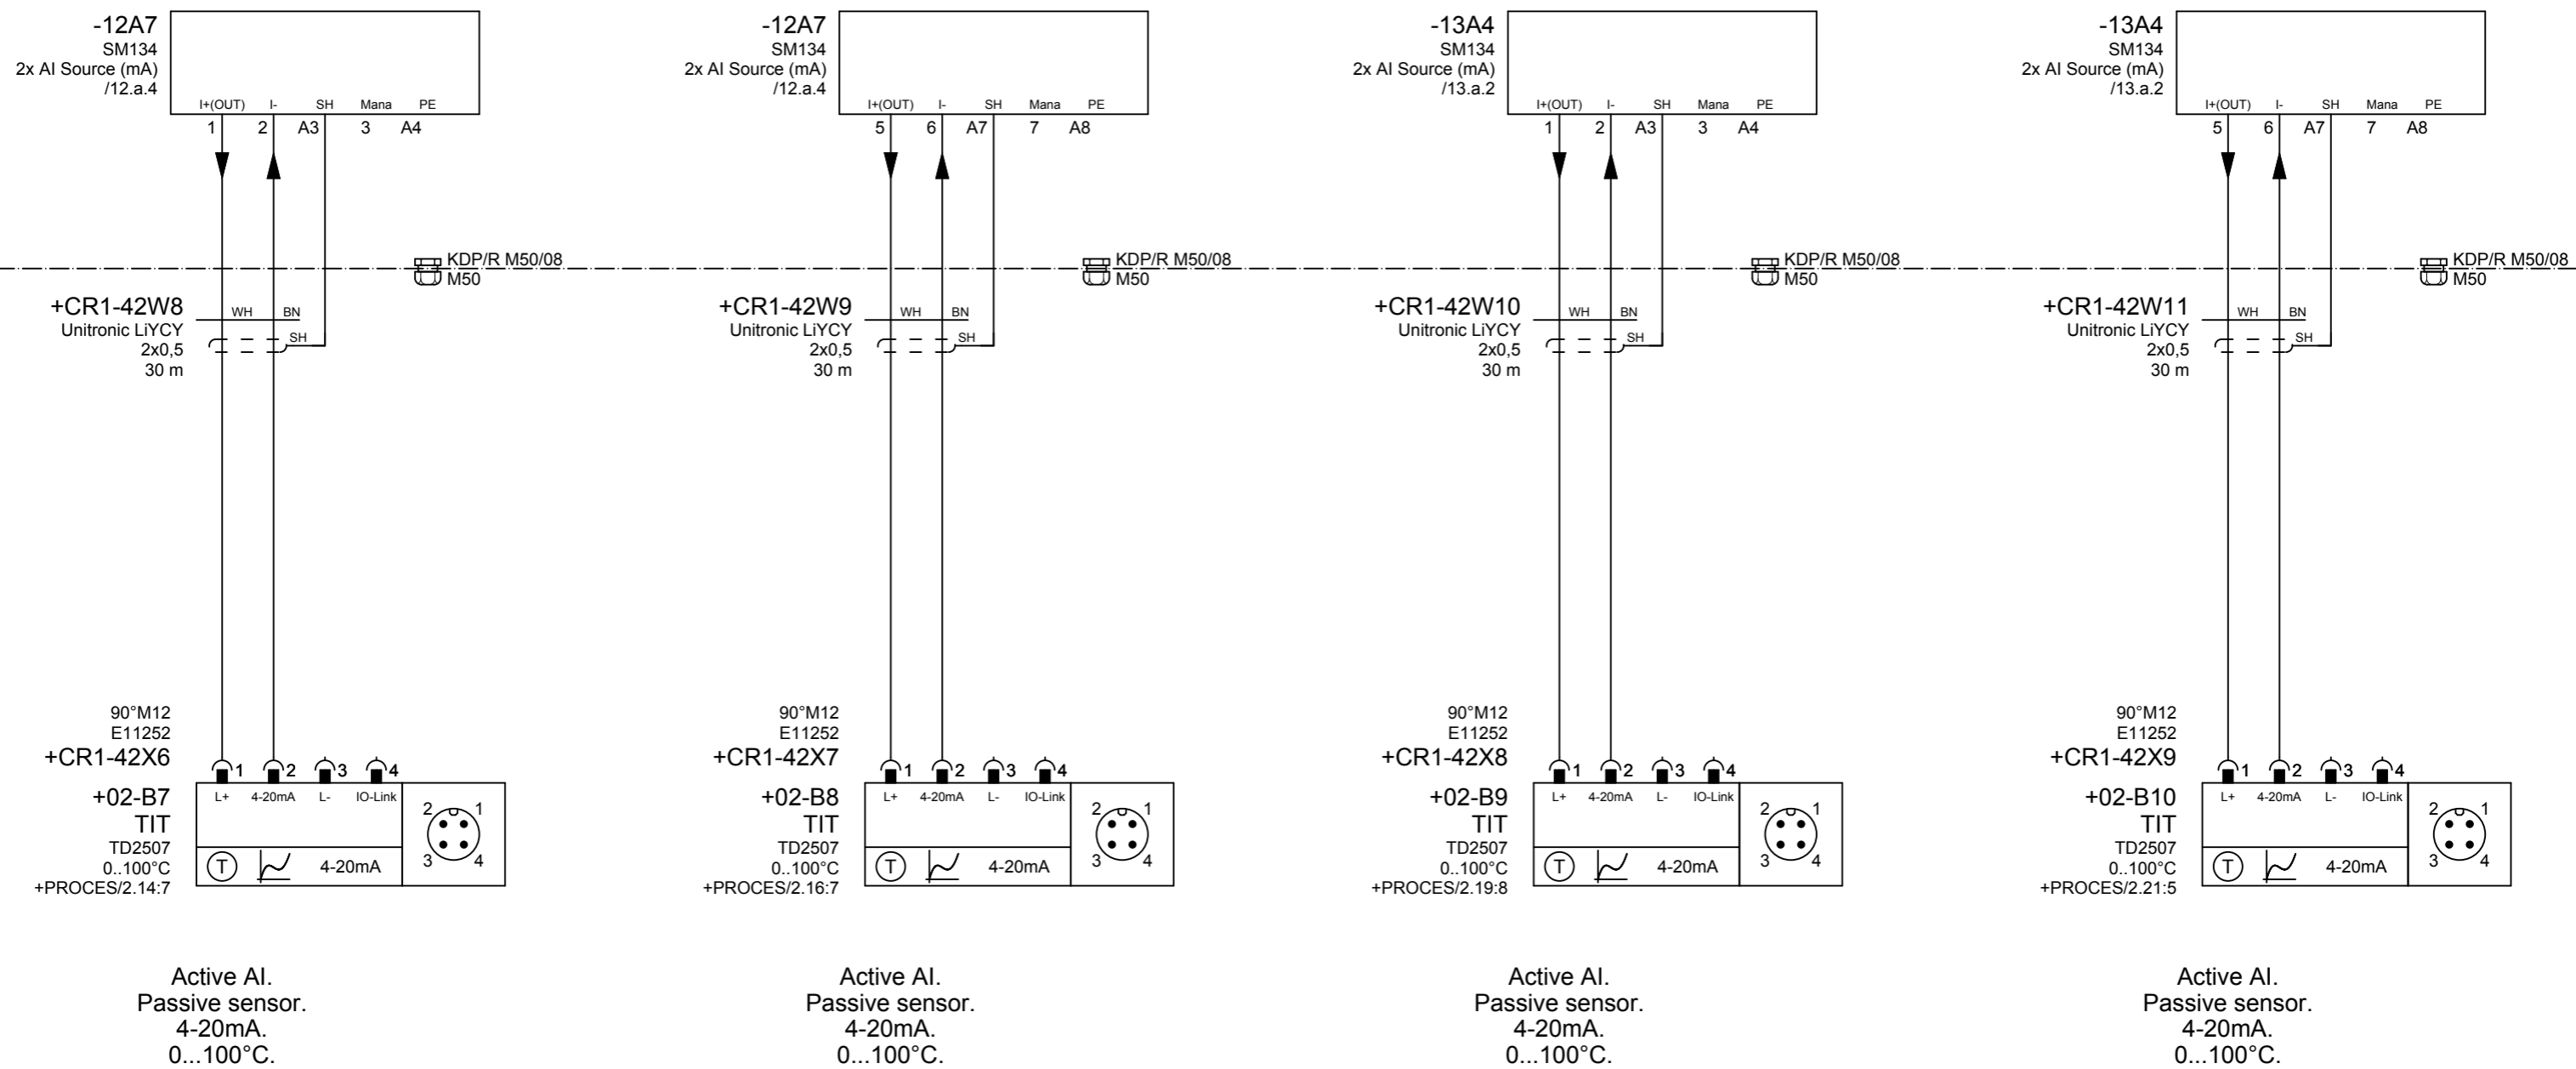 -12A7
SM134
2x AI Source (mA)
/12.a.4
I+(OUT) I- SH Mana PE
1 2 A3 3 A4
-12A7
SM134
2x AI Source (mA)
/12.a.4
I+(OUT) I- SH Mana PE
5 6 A7 7 A8
-13A4
SM134
2x AI Source (mA)
/13.a.2
I+(OUT) I- SH Mana PE
1 2 A3 3 A4
-13A4
SM134
2x AI Source (mA)
/13.a.2
I+(OUT) I- SH Mana PE
5 6 A7 7 A8
KDP/R M50/08
M50
KDP/R M50/08
M50
KDP/R M50/08
M50
KDP/R M50/08
M50
+CR1-42W8
Unitronic LiYCY
2x0,5
30 m
WH BN
SH
+CR1-42W9
Unitronic LiYCY
2x0,5
30 m
WH BN
SH
+CR1-42W10
Unitronic LiYCY
2x0,5
30 m
WH BN
SH
+CR1-42W11
Unitronic LiYCY
2x0,5
30 m
WH BN
SH
90°M12
E11252
+CR1-42X6
1 2 3 4
+02-B7
TIT
TD2507
0..100°C
+PROCES/2.14:7
L+ 4-20mA L- IO-Link
2 1
3 4
T 4-20mA
90°M12
E11252
+CR1-42X7
1 2 3 4
+02-B8
TIT
TD2507
0..100°C
+PROCES/2.16:7
L+ 4-20mA L- IO-Link
2 1
3 4
T 4-20mA
90°M12
E11252
+CR1-42X8
1 2 3 4
+02-B9
TIT
TD2507
0..100°C
+PROCES/2.19:8
L+ 4-20mA L- IO-Link
2 1
3 4
T 4-20mA
90°M12
E11252
+CR1-42X9
1 2 3 4
+02-B10
TIT
TD2507
0..100°C
+PROCES/2.21:5
L+ 4-20mA L- IO-Link
2 1
3 4
T 4-20mA
Active AI.
Passive sensor.
4-20mA.
0...100°C.
Active AI.
Passive sensor.
4-20mA.
0...100°C.
Active AI.
Passive sensor.
4-20mA.
0...100°C.
Active AI.
Passive sensor.
4-20mA.
0...100°C.